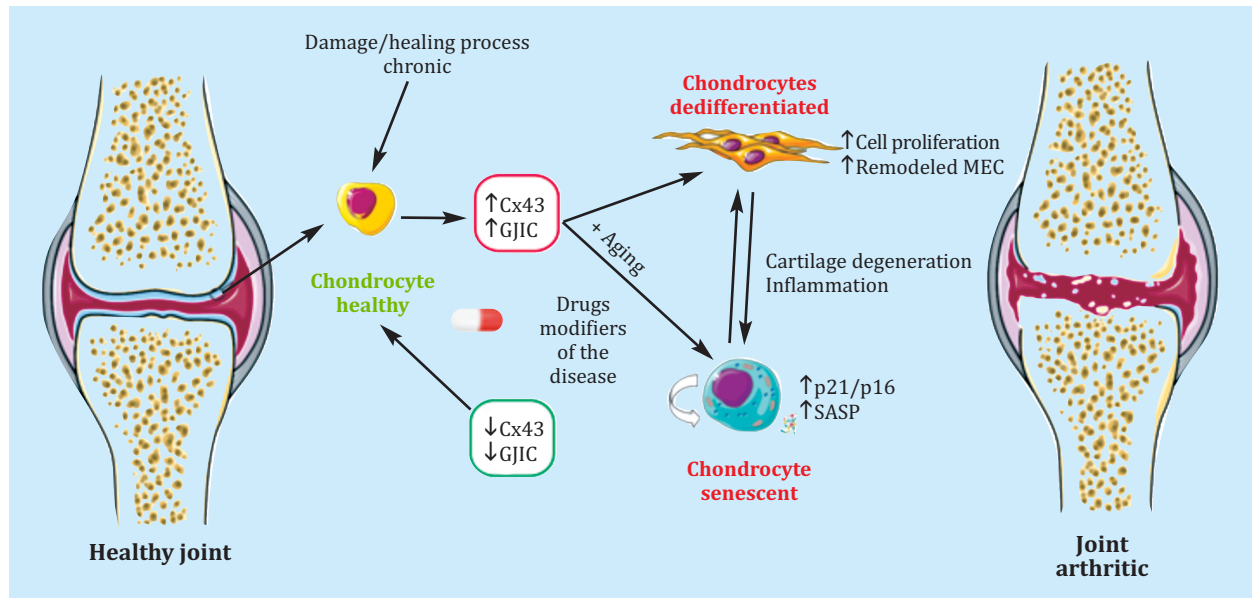 Damage/healing process
chronic
Chondrocytes
dedifferentiated
↑Cell proliferation
↑Remodeled MEC
↑Cx43
↑GJIC
+ Aging
Cartilage degeneration
Inflammation
Chondrocyte
healthy
Drugs
modifiers
of the
disease
↑p21/p16
↑SASP
↓Cx43
↓GJIC
Chondrocyte
senescent
Healthy joint
Joint
arthritic